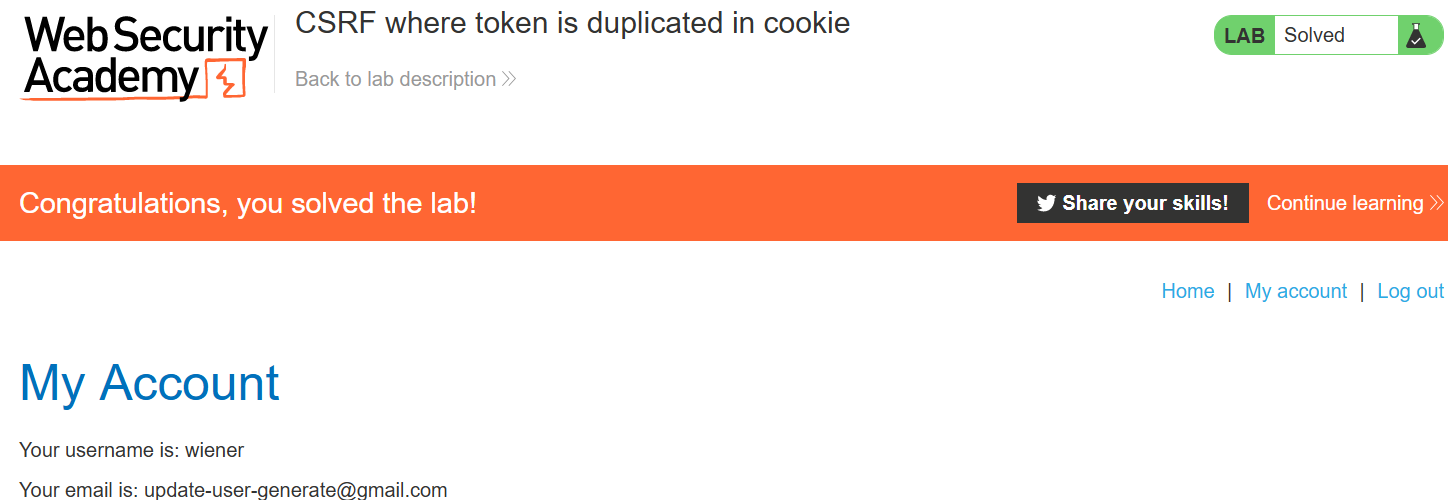 Web Security
Academy
CSRF where token is duplicated in cookie
Back to lab description >>
LAB Solved
Congratulations, you solved the lab!
Share your skills!
Continue learning >>
Home | My account | Log out
My Account
Your username is: wiener
Your email is: update-user-generate@gmail.com